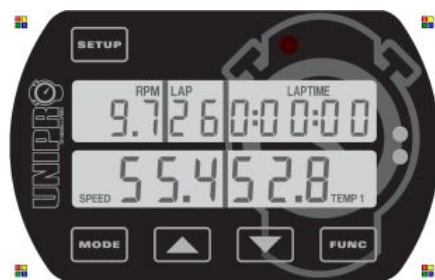 SETUP
RPM LAP LAPTIME
9.7 26 0:00:00
UNIPRO
55.4 52.8
SPEED TEMP 1
MODE FUNC